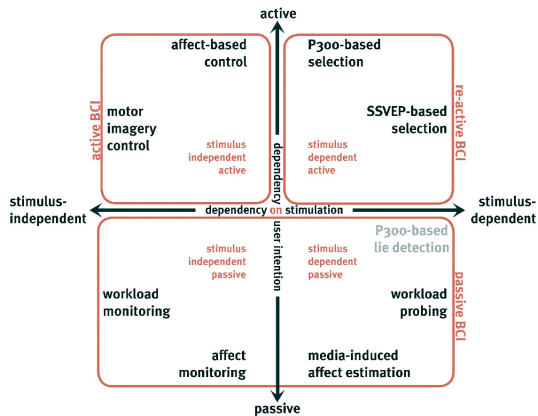 active
affect-based
control
P300-based
selection
active BCI
motor
imagery
control
SSVEP-based
selection
re-active BCI
stimulus
independent
active
stimulus
dependent
active
stimulus-
independent
dependency on stimulation
dependency on user intention
stimulus-
dependent
P300-based
lie detection
stimulus
independent
passive
stimulus
dependent
passive
workload
monitoring
workload
probing
passive BCI
affect
monitoring
media-induced
affect estimation
passive